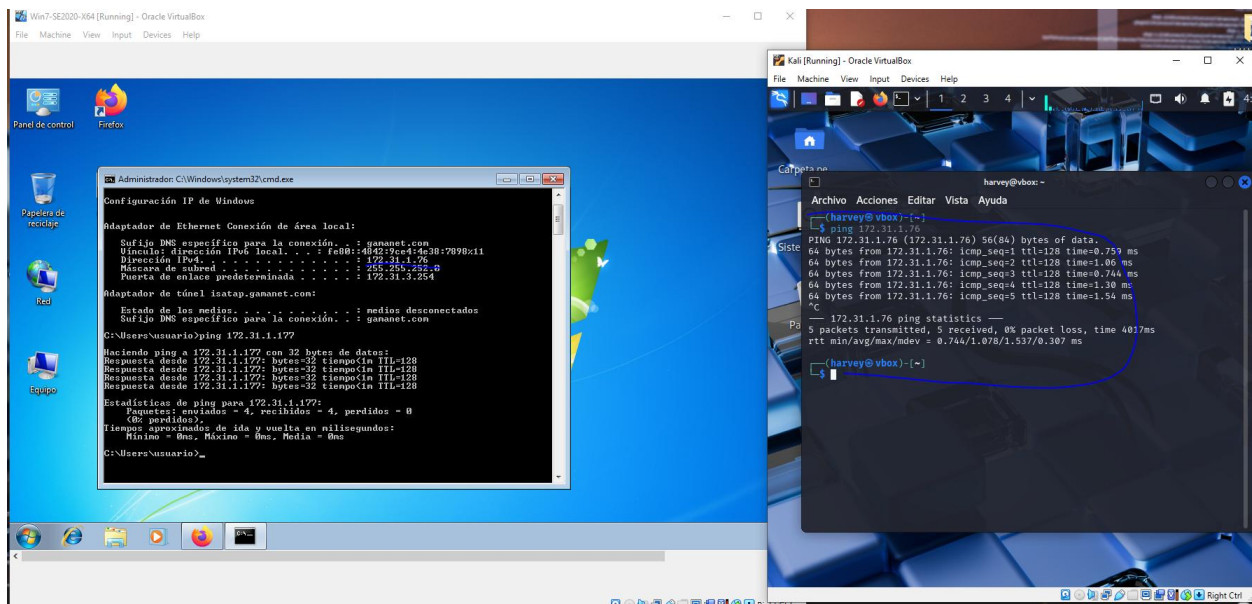 Win7-SE2020-X64 [Running] - Oracle VirtualBox
File Machine View Input Devices Help
Panel de control
Firefox
Papelera de reciclaje
Red
Equipo
Administrador: C:\Windows\system32\cmd.exe
Configuración IP de Windows
Adaptador de Ethernet Conexión de área local:
Sufijo DNS específico para la conexión. . : gamanet.com
Vínculo: dirección IPv6 local. . . : fe80::4842:9ce4:4e38:7898%11
Dirección IPv4. . . . . . . . . . . . . . : 172.31.1.76
Máscara de subred . . . . . . . . . . . . : 255.255.252.0
Puerta de enlace predeterminada . . . . . : 172.31.3.254
Adaptador de túnel isatap.gamanet.com:
Estado de los medios. . . . . . . . . . . : medios desconectados
Sufijo DNS específico para la conexión. . : gamanet.com
C:\Users\usuario>ping 172.31.1.177
Haciendo ping a 172.31.1.177 con 32 bytes de datos:
Respuesta desde 172.31.1.177: bytes=32 tiempo<1m TTL=128
Respuesta desde 172.31.1.177: bytes=32 tiempo<1m TTL=128
Respuesta desde 172.31.1.177: bytes=32 tiempo<1m TTL=128
Respuesta desde 172.31.1.177: bytes=32 tiempo<1m TTL=128
Estadísticas de ping para 172.31.1.177:
Paquetes: enviados = 4, recibidos = 4, perdidos = 0
(0% perdidos),
Tiempos aproximados de ida y vuelta en milisegundos:
Mínimo = 0ms, Máximo = 0ms, Media = 0ms
C:\Users\usuario>_
Kali [Running] - Oracle VirtualBox
File Machine View Input Devices Help
1 2 3 4
Carpeta pe
Siste
Pa
harvey@vbox: ~
Archivo Acciones Editar Vista Ayuda
(harvey㉿vbox)-[~]
$ ping 172.31.1.76
PING 172.31.1.76 (172.31.1.76) 56(84) bytes of data.
64 bytes from 172.31.1.76: icmp_seq=1 ttl=128 time=0.759 ms
64 bytes from 172.31.1.76: icmp_seq=2 ttl=128 time=1.06 ms
64 bytes from 172.31.1.76: icmp_seq=3 ttl=128 time=0.744 ms
64 bytes from 172.31.1.76: icmp_seq=4 ttl=128 time=1.30 ms
64 bytes from 172.31.1.76: icmp_seq=5 ttl=128 time=1.54 ms
^C
--- 172.31.1.76 ping statistics ---
5 packets transmitted, 5 received, 0% packet loss, time 4017ms
rtt min/avg/max/mdev = 0.744/1.078/1.537/0.307 ms
(harvey㉿vbox)-[~]
$
Right Ctrl